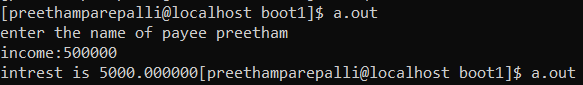 [preethamparepalli@localhost boot1]$ a.out
enter the name of payee preetham
income:500000
intrest is 5000.000000[preethamparepalli@localhost boot1]$ a.out